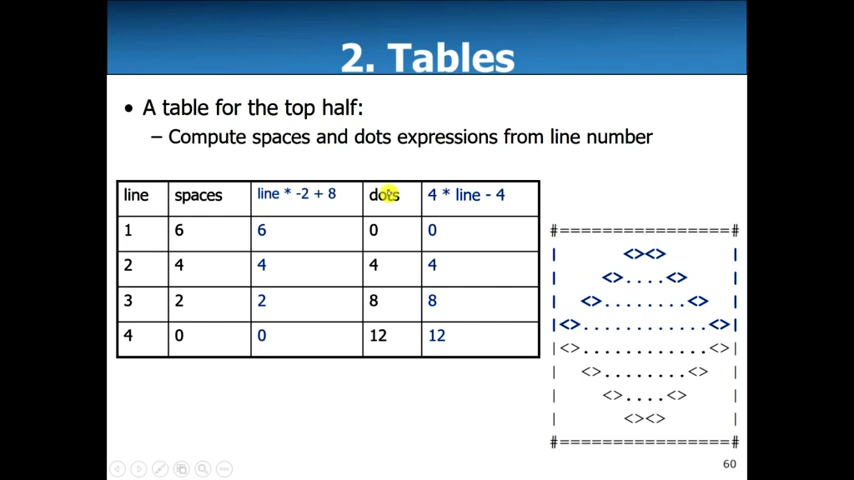 2. Tables
• A table for the top half:
– Compute spaces and dots expressions from line number
line spaces line * -2 + 8 dots 4 * line - 4
1 6 6 0 0
2 4 4 4 4
3 2 2 8 8
4 0 0 12 12
#================#
|      <><>      |
|    <>....<>    |
|  <>........<>  |
|<>............<>|
|<>............<>|
|  <>........<>  |
|    <>....<>    |
|      <><>      |
#================#
60